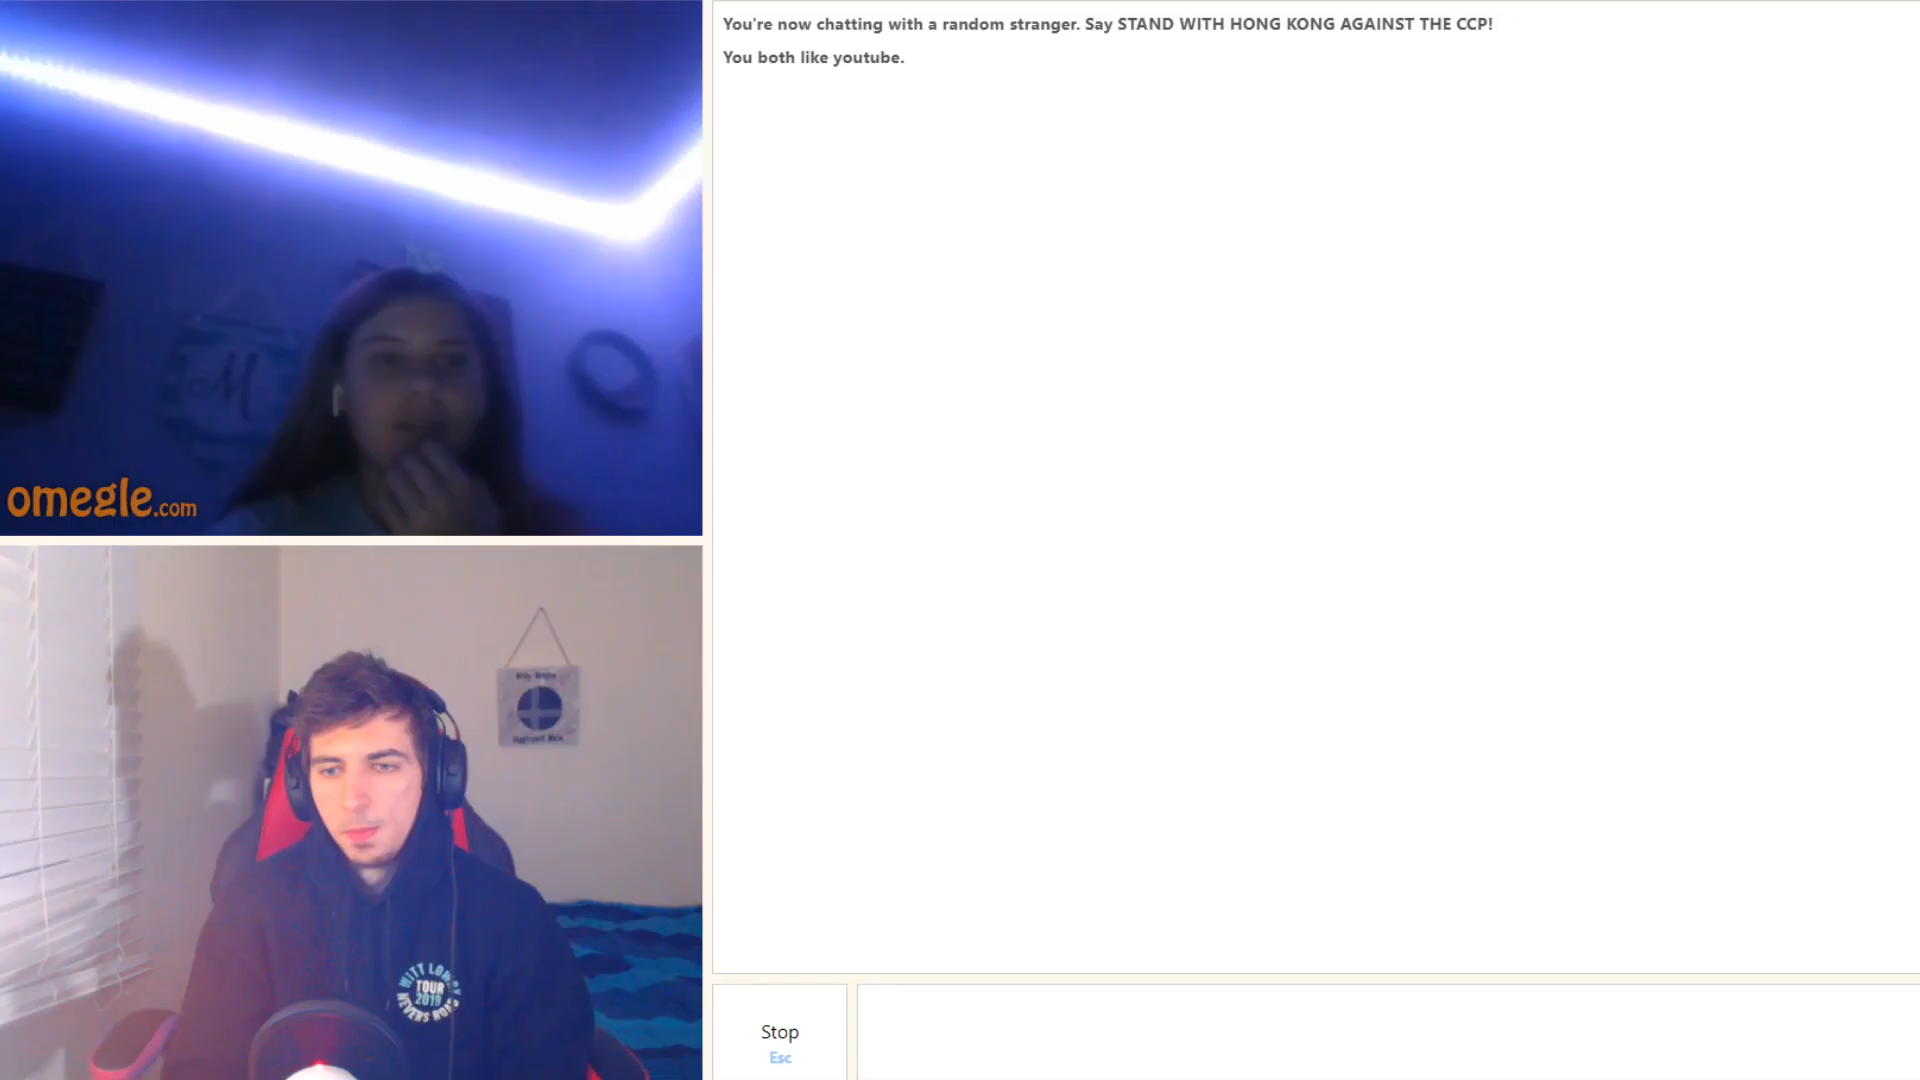 You're now chatting with a random stranger. Say STAND WITH HONG KONG AGAINST THE CCP!
You both like youtube.
M
omegle.com
TOUR
2019
Stop
Esc